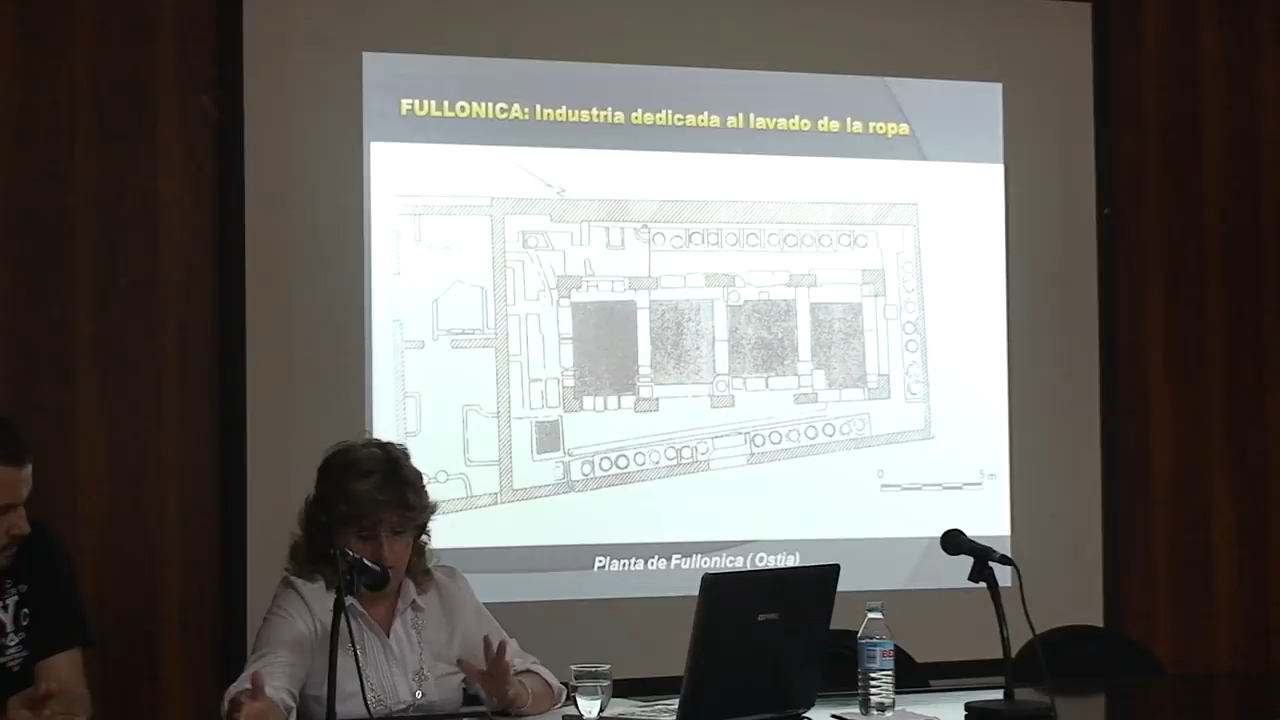 FULLONICA: Industria dedicada al lavado de la ropa
0 5 m
Planta de Fullonica ( Ostia)